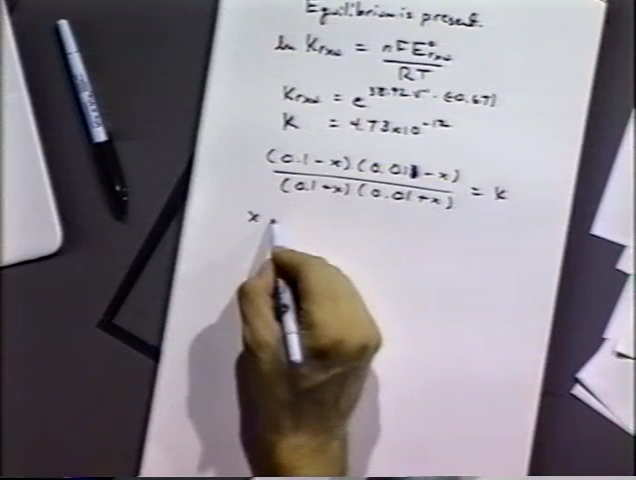 Equilibrium is present.
ln Krxn = nFE°rxn
RT
Krxn = e^38.92 V⁻¹ · (-0.67)
K = 4.73x10^-12
(0.1-x)(0.01-x)
(0.1+x)(0.01+x) = K
x